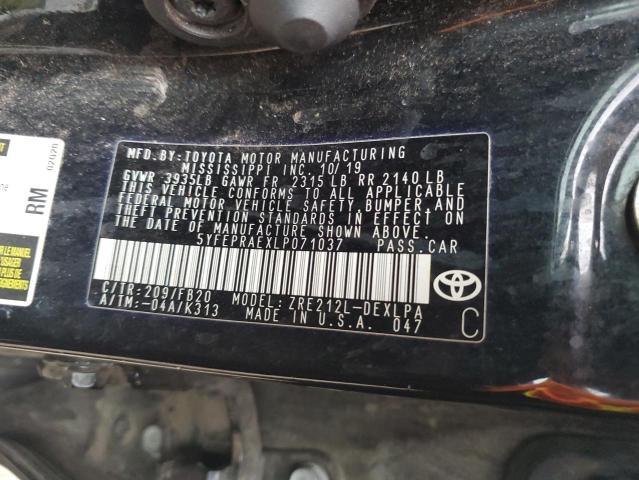 MFD.BY:TOYOTA MOTOR MANUFACTURING
MISSISSIPPI INC. 10/19
GVWR 3935LB GAWR FR 2315 LB RR 2140 LB
THIS VEHICLE CONFORMS TO ALL APPLICABLE
FEDERAL MOTOR VEHICLE SAFETY, BUMPER AND
THEFT PREVENTION STANDARDS IN EFFECT ON
THE DATE OF MANUFACTURE SHOWN ABOVE.
5YFEPRAEXLP071037 PASS.CAR
C/TR:209/FB20 MODEL:ZRE212L-DEXLPA
A/TM:-04A/K313 MADE IN U.S.A. 047
C
RM
02020
R LE MANUEL